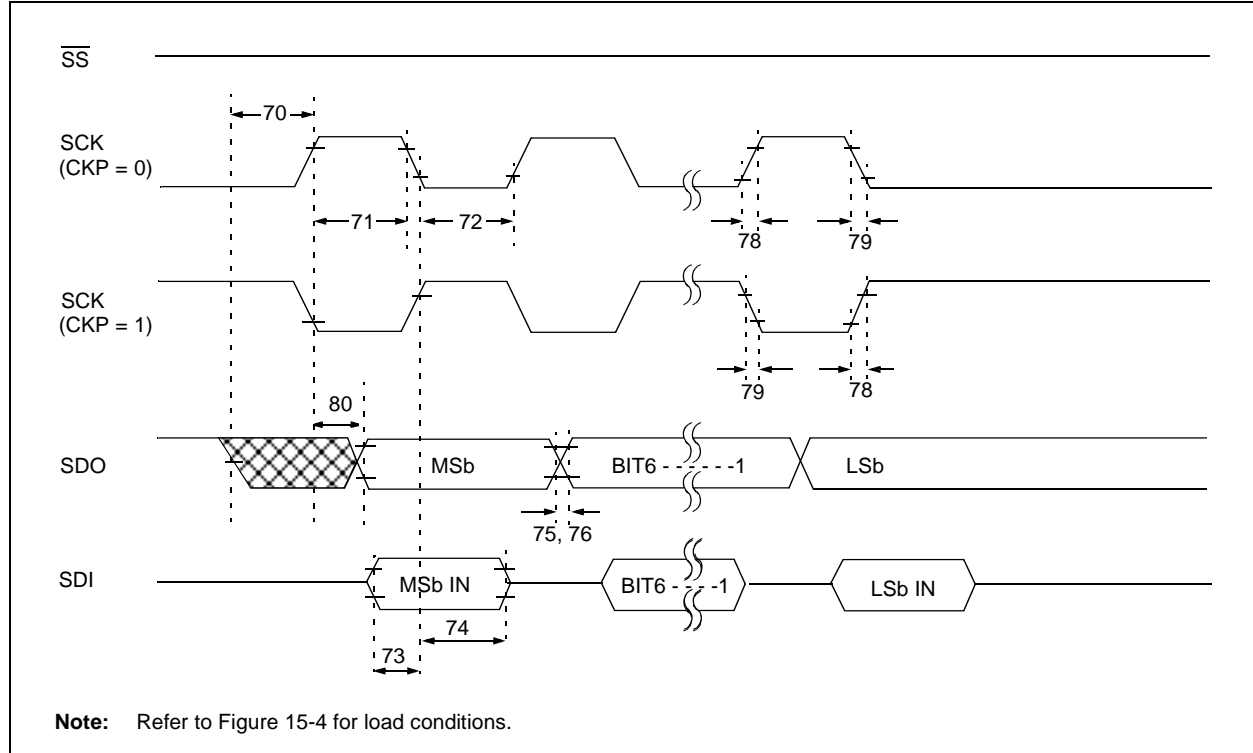 SS
70
SCK
(CKP = 0)
71
72
78
79
SCK
(CKP = 1)
79
78
80
SDO
MSb
BIT6 - - - - - -1
LSb
75, 76
SDI
MSb IN
BIT6 - - - - -1
LSb IN
74
73
Note: Refer to Figure 15-4 for load conditions.